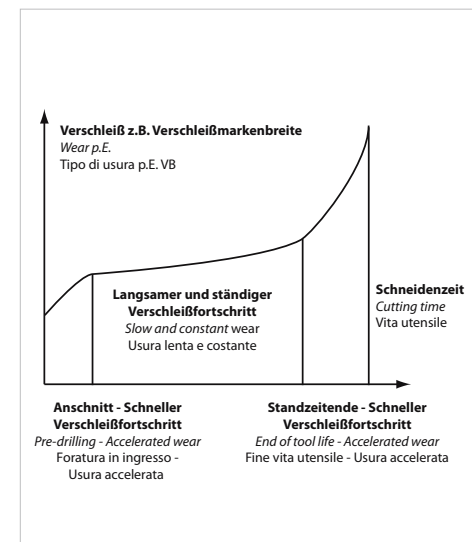 Verschleiß z.B. Verschleißmarkenbreite
Wear p.E.
Tipo di usura p.E. VB
Langsamer und ständiger
Verschleißfortschritt
Slow and constant wear
Usura lenta e costante
Schneidenzeit
Cutting time
Vita utensile
Anschnitt - Schneller
Verschleißfortschritt
Pre-drilling - Accelerated wear
Foratura in ingresso -
Usura accelerata
Standzeitende - Schneller
Verschleißfortschritt
End of tool life - Accelerated wear
Fine vita utensile - Usura accelerata